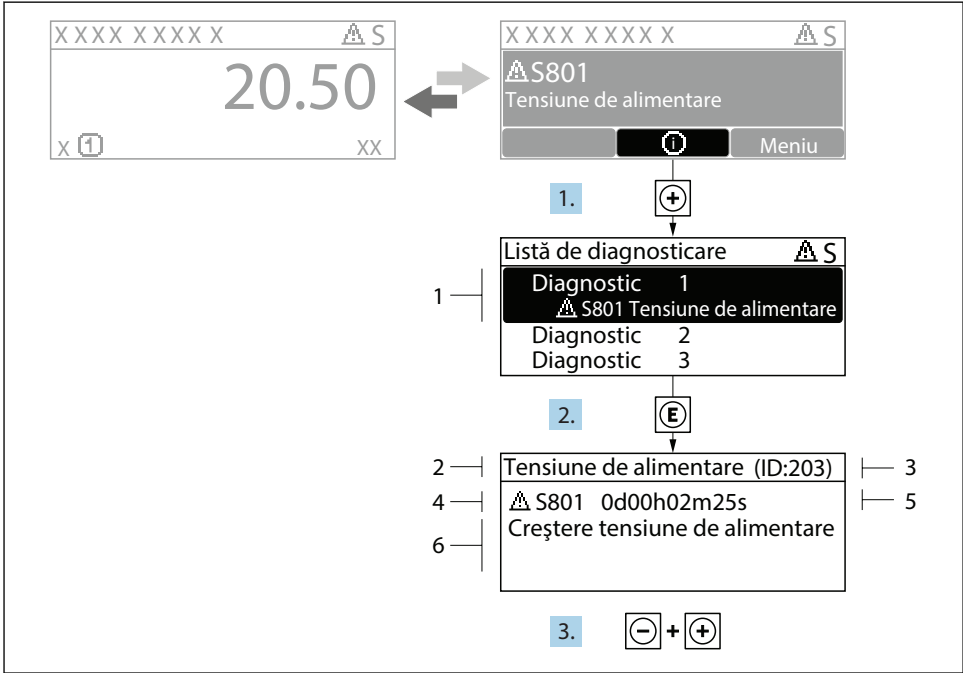 X XXX XXXX X ⚠ S
20.50
x 1 XX
X XXX XXXX X ⚠ S
⚠ S801
Tensiune de alimentare
i Meniu
1. +
Listă de diagnosticare ⚠ S
1 Diagnostic 1
⚠ S801 Tensiune de alimentare
Diagnostic 2
Diagnostic 3
2. E
2 Tensiune de alimentare (ID:203) 3
4 ⚠ S801 0d00h02m25s 5
6 Creştere tensiune de alimentare
3. − + +